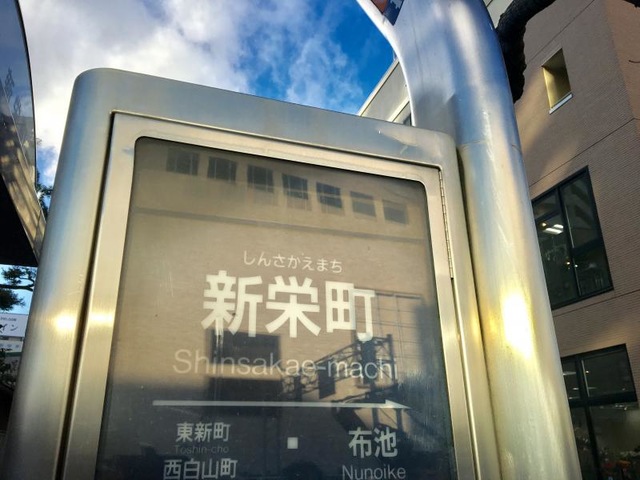 しんさかえまち
新栄町
Shinsakae-machi
東新町
Toshin-cho
西白山町
布池
Nunoike